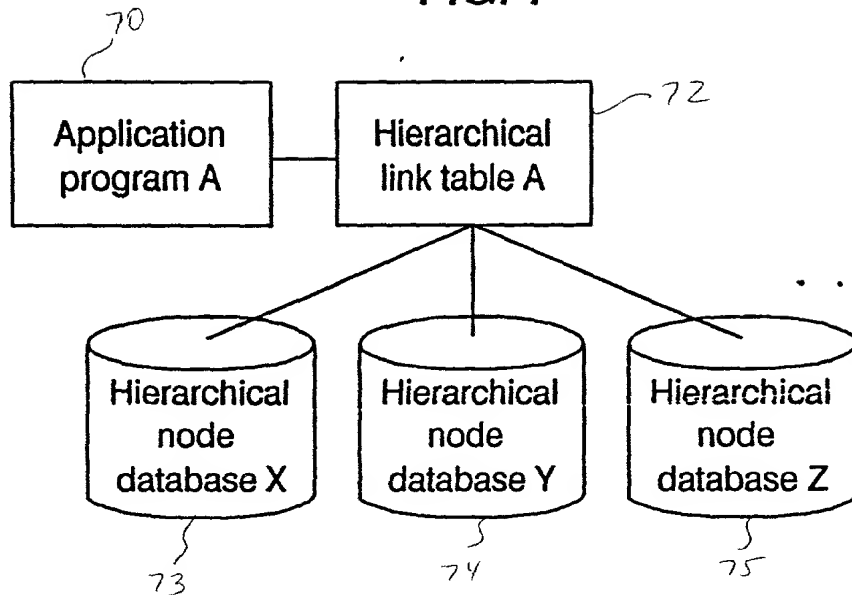 70
72
Application
program A
Hierarchical
link table A
Hierarchical
node
database X
Hierarchical
node
database Y
Hierarchical
node
database Z
73
74
75